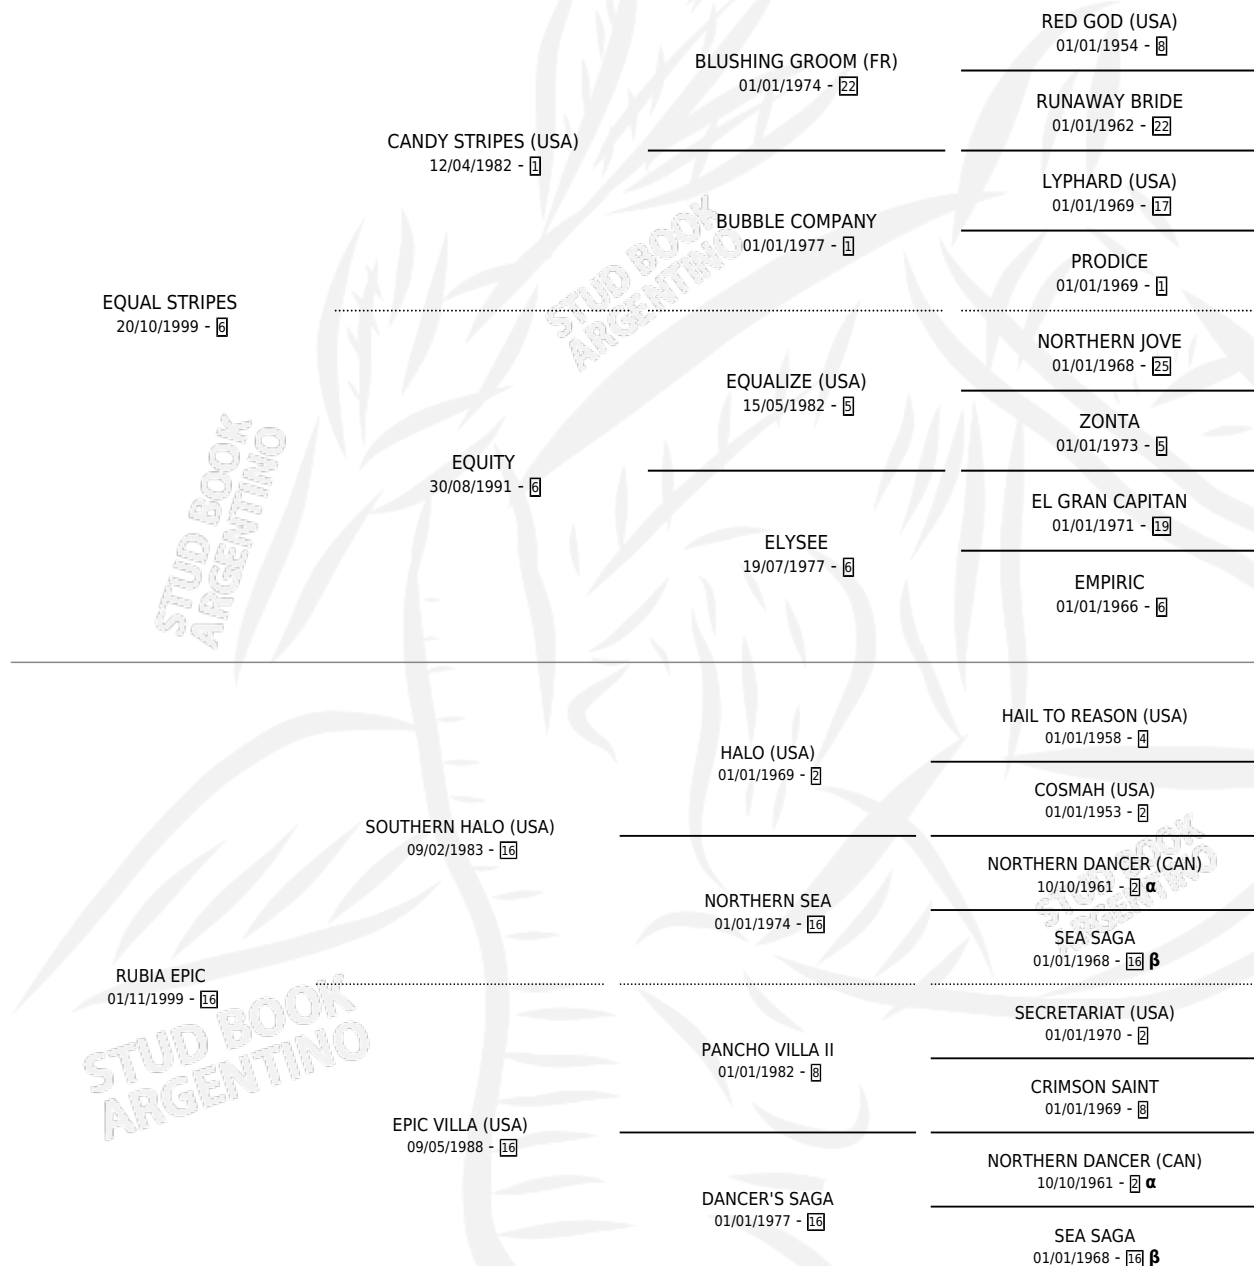 RED GOD (USA)
01/01/1954 - 8
BLUSHING GROOM (FR)
01/01/1974 - 22
RUNAWAY BRIDE
01/01/1962 - 22
CANDY STRIPES (USA)
12/04/1982 - 1
LYPHARD (USA)
01/01/1969 - 17
BUBBLE COMPANY
01/01/1977 - 1
PRODICE
01/01/1969 - 1
EQUAL STRIPES
20/10/1999 - 6
NORTHERN JOVE
01/01/1968 - 25
EQUALIZE (USA)
15/05/1982 - 5
ZONTA
01/01/1973 - 5
EQUITY
30/08/1991 - 6
EL GRAN CAPITAN
01/01/1971 - 19
ELYSEE
19/07/1977 - 6
EMPIRIC
01/01/1966 - 6
HAIL TO REASON (USA)
01/01/1958 - 4
HALO (USA)
01/01/1969 - 2
COSMAH (USA)
01/01/1953 - 2
SOUTHERN HALO (USA)
09/02/1983 - 16
NORTHERN DANCER (CAN)
10/10/1961 - 2 α
NORTHERN SEA
01/01/1974 - 16
SEA SAGA
01/01/1968 - 16 β
RUBIA EPIC
01/11/1999 - 16
SECRETARIAT (USA)
01/01/1970 - 2
PANCHO VILLA II
01/01/1982 - 8
CRIMSON SAINT
01/01/1969 - 8
EPIC VILLA (USA)
09/05/1988 - 16
NORTHERN DANCER (CAN)
10/10/1961 - 2 α
DANCER'S SAGA
01/01/1977 - 16
SEA SAGA
01/01/1968 - 16 β
STUD BOOK
ARGENTINO
STUD BOOK
ARGENTINO
STUD BOOK
ARGENTINO
STUD BOOK
ARGENTINO